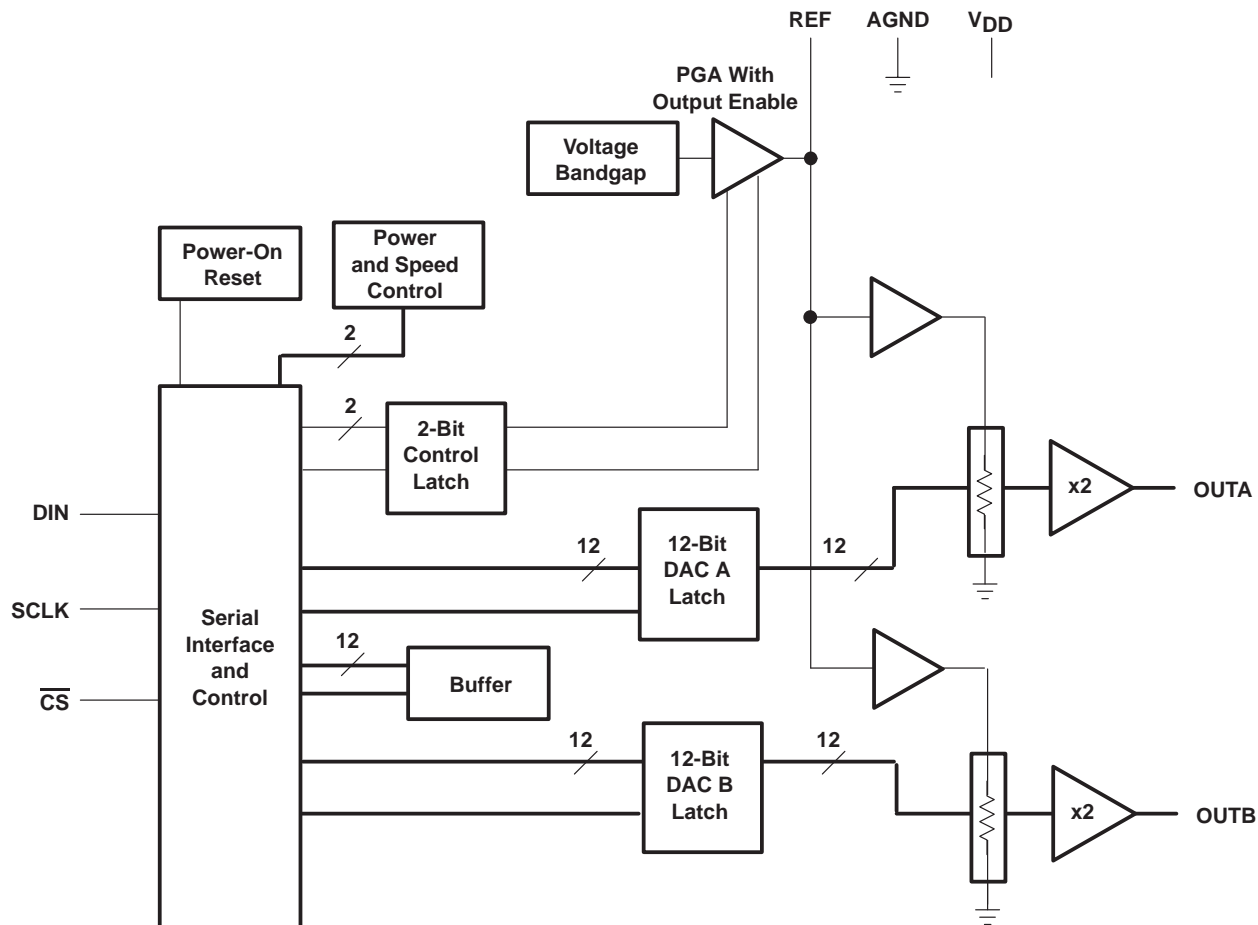 REF
AGND
VDD
PGA With
Output Enable
Voltage
Bandgap
Power-On
Reset
Power
and Speed
Control
2
2
2-Bit
Control
Latch
x2
OUTA
DIN
12
12-Bit
DAC A
Latch
12
SCLK
Serial
Interface
and
Control
12
Buffer
CS
12
12-Bit
DAC B
Latch
12
x2
OUTB